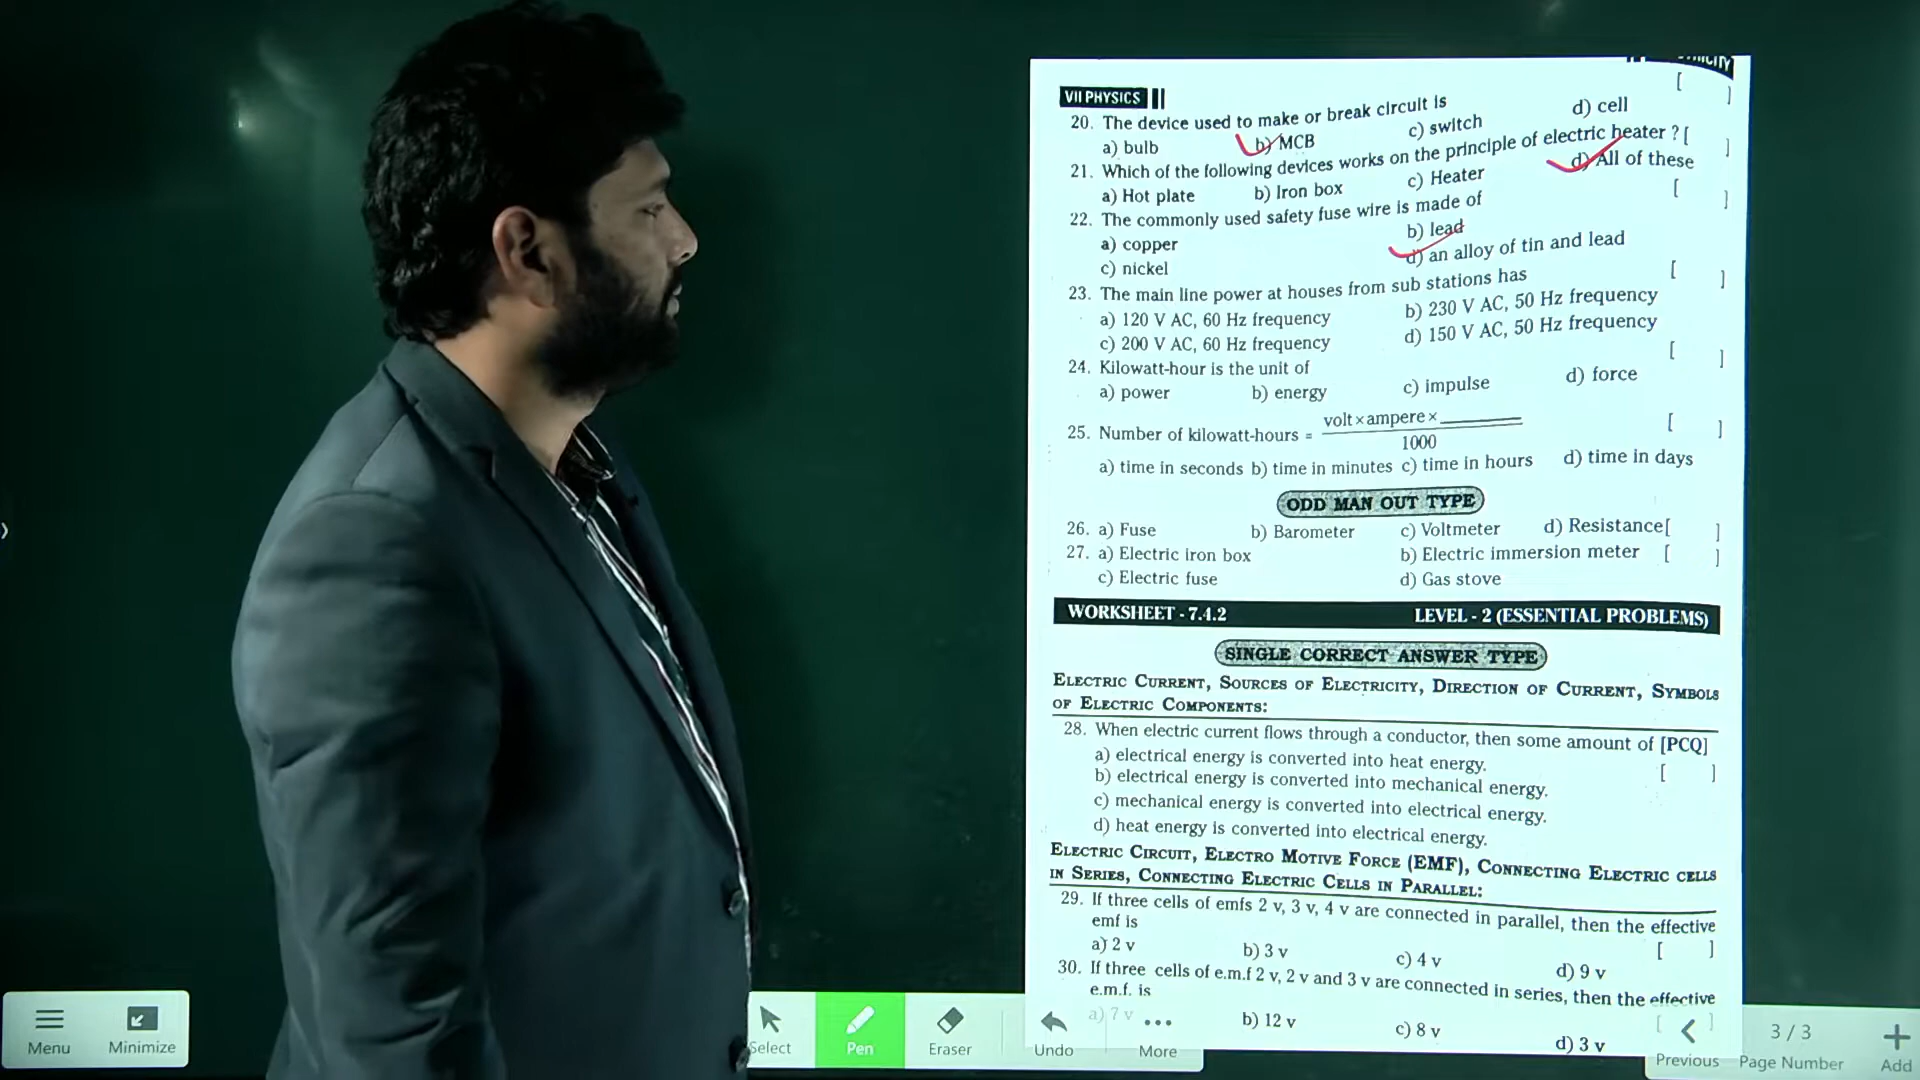 VII PHYSICS
[ ]
20. The device used to make or break circuit is
a) bulb b) MCB c) switch d) cell
21. Which of the following devices works on the principle of electric heater ? [ ]
a) Hot plate b) Iron box c) Heater d) All of these
22. The commonly used safety fuse wire is made of [ ]
a) copper b) lead
c) nickel d) an alloy of tin and lead
23. The main line power at houses from sub stations has [ ]
a) 120 V AC, 60 Hz frequency b) 230 V AC, 50 Hz frequency
c) 200 V AC, 60 Hz frequency d) 150 V AC, 50 Hz frequency
24. Kilowatt-hour is the unit of [ ]
a) power b) energy c) impulse d) force
25. Number of kilowatt-hours = volt × ampere × ______ [ ]
1000
a) time in seconds b) time in minutes c) time in hours d) time in days
ODD MAN OUT TYPE
26. a) Fuse b) Barometer c) Voltmeter d) Resistance [ ]
27. a) Electric iron box b) Electric immersion meter [ ]
c) Electric fuse d) Gas stove
WORKSHEET - 7.4.2 LEVEL - 2 (ESSENTIAL PROBLEMS)
SINGLE CORRECT ANSWER TYPE
ELECTRIC CURRENT, SOURCES OF ELECTRICITY, DIRECTION OF CURRENT, SYMBOLS
OF ELECTRIC COMPONENTS:
28. When electric current flows through a conductor, then some amount of [PCQ]
a) electrical energy is converted into heat energy. [ ]
b) electrical energy is converted into mechanical energy.
c) mechanical energy is converted into electrical energy.
d) heat energy is converted into electrical energy.
ELECTRIC CIRCUIT, ELECTRO MOTIVE FORCE (EMF), CONNECTING ELECTRIC CELLS
IN SERIES, CONNECTING ELECTRIC CELLS IN PARALLEL:
29. If three cells of emfs 2 v, 3 v, 4 v are connected in parallel, then the effective
emf is [ ]
a) 2 v b) 3 v c) 4 v d) 9 v
30. If three cells of e.m.f 2 v, 2 v and 3 v are connected in series, then the effective
e.m.f. is [ ]
a) 7 v b) 12 v c) 8 v d) 3 v
Menu Minimize Select Pen Eraser Undo More Previous 3 / 3 Page Number Add